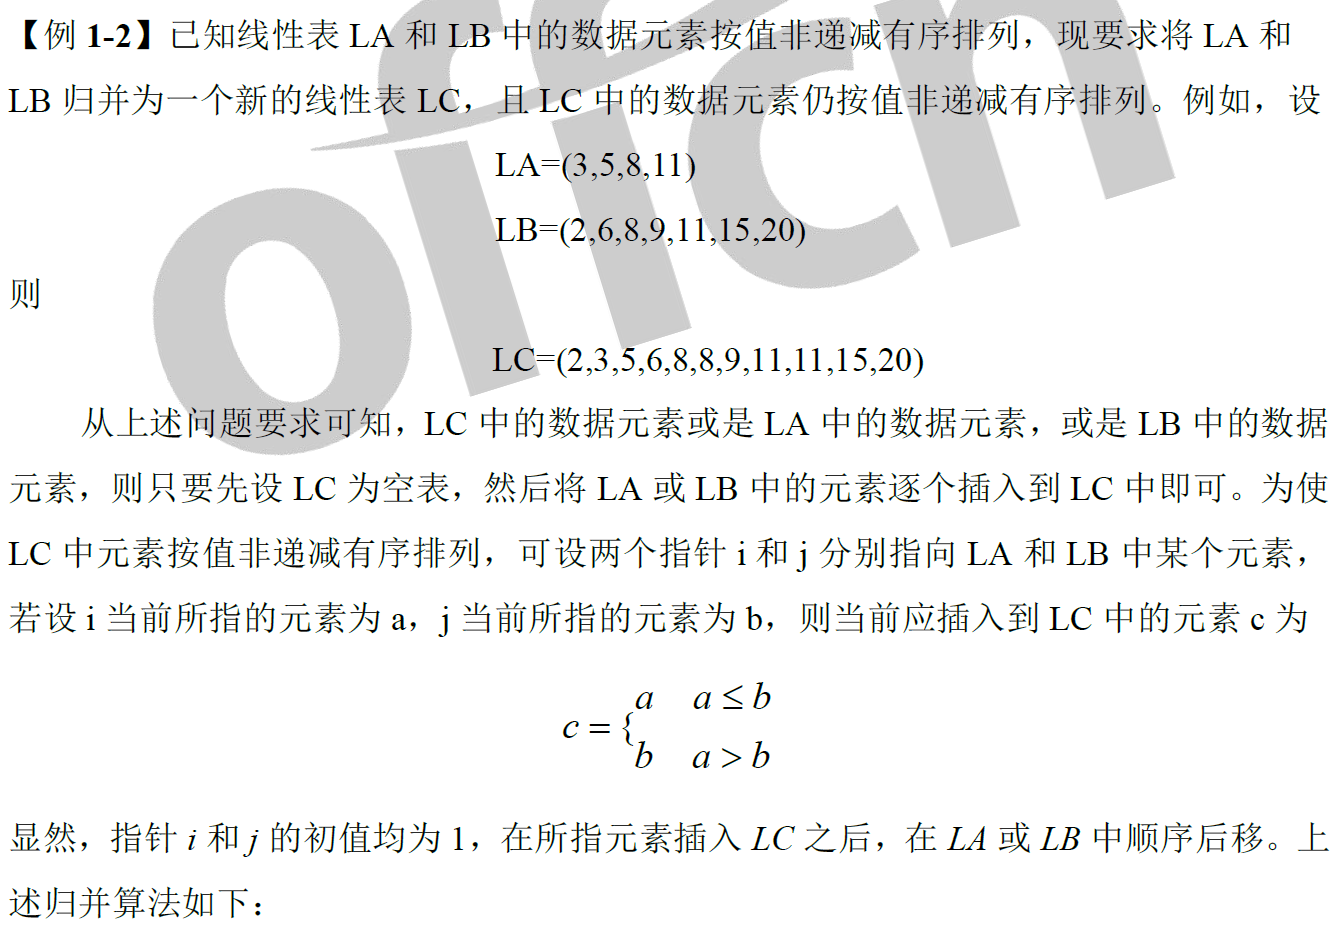 【例 1-2】已知线性表 LA 和 LB 中的数据元素按值非递减有序排列，现要求将 LA 和
LB 归并为一个新的线性表 LC，且 LC 中的数据元素仍按值非递减有序排列。例如，设
LA=(3,5,8,11)
LB=(2,6,8,9,11,15,20)
则
LC=(2,3,5,6,8,8,9,11,11,15,20)
从上述问题要求可知，LC 中的数据元素或是 LA 中的数据元素，或是 LB 中的数据
元素，则只要先设 LC 为空表，然后将 LA 或 LB 中的元素逐个插入到 LC 中即可。为使
LC 中元素按值非递减有序排列，可设两个指针 i 和 j 分别指向 LA 和 LB 中某个元素，
若设 i 当前所指的元素为 a，j 当前所指的元素为 b，则当前应插入到 LC 中的元素 c 为
a a ≤ b
c = {
b a > b
显然，指针 i 和 j 的初值均为 1，在所指元素插入 LC 之后，在 LA 或 LB 中顺序后移。上
述归并算法如下：
offcn